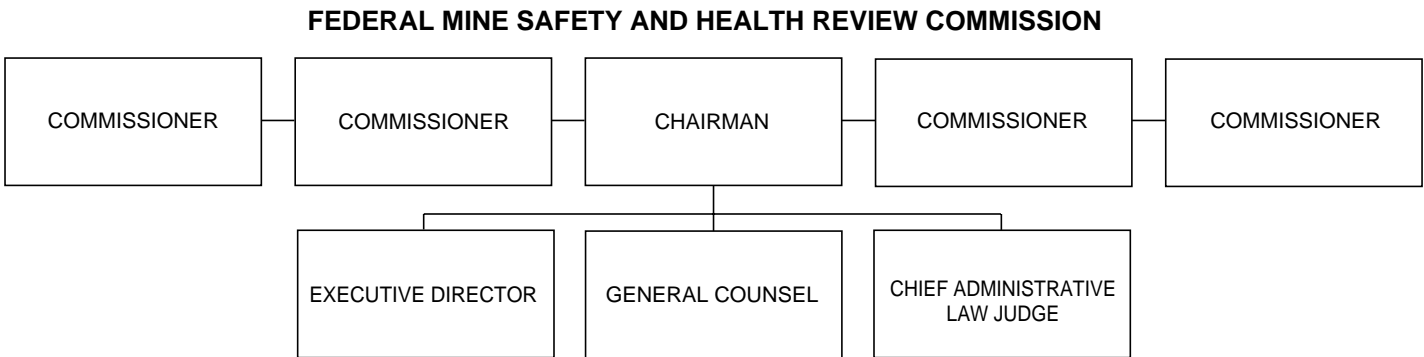 FEDERAL MINE SAFETY AND HEALTH REVIEW COMMISSION
COMMISSIONER
COMMISSIONER
CHAIRMAN
COMMISSIONER
COMMISSIONER
EXECUTIVE DIRECTOR
GENERAL COUNSEL
CHIEF ADMINISTRATIVE
LAW JUDGE